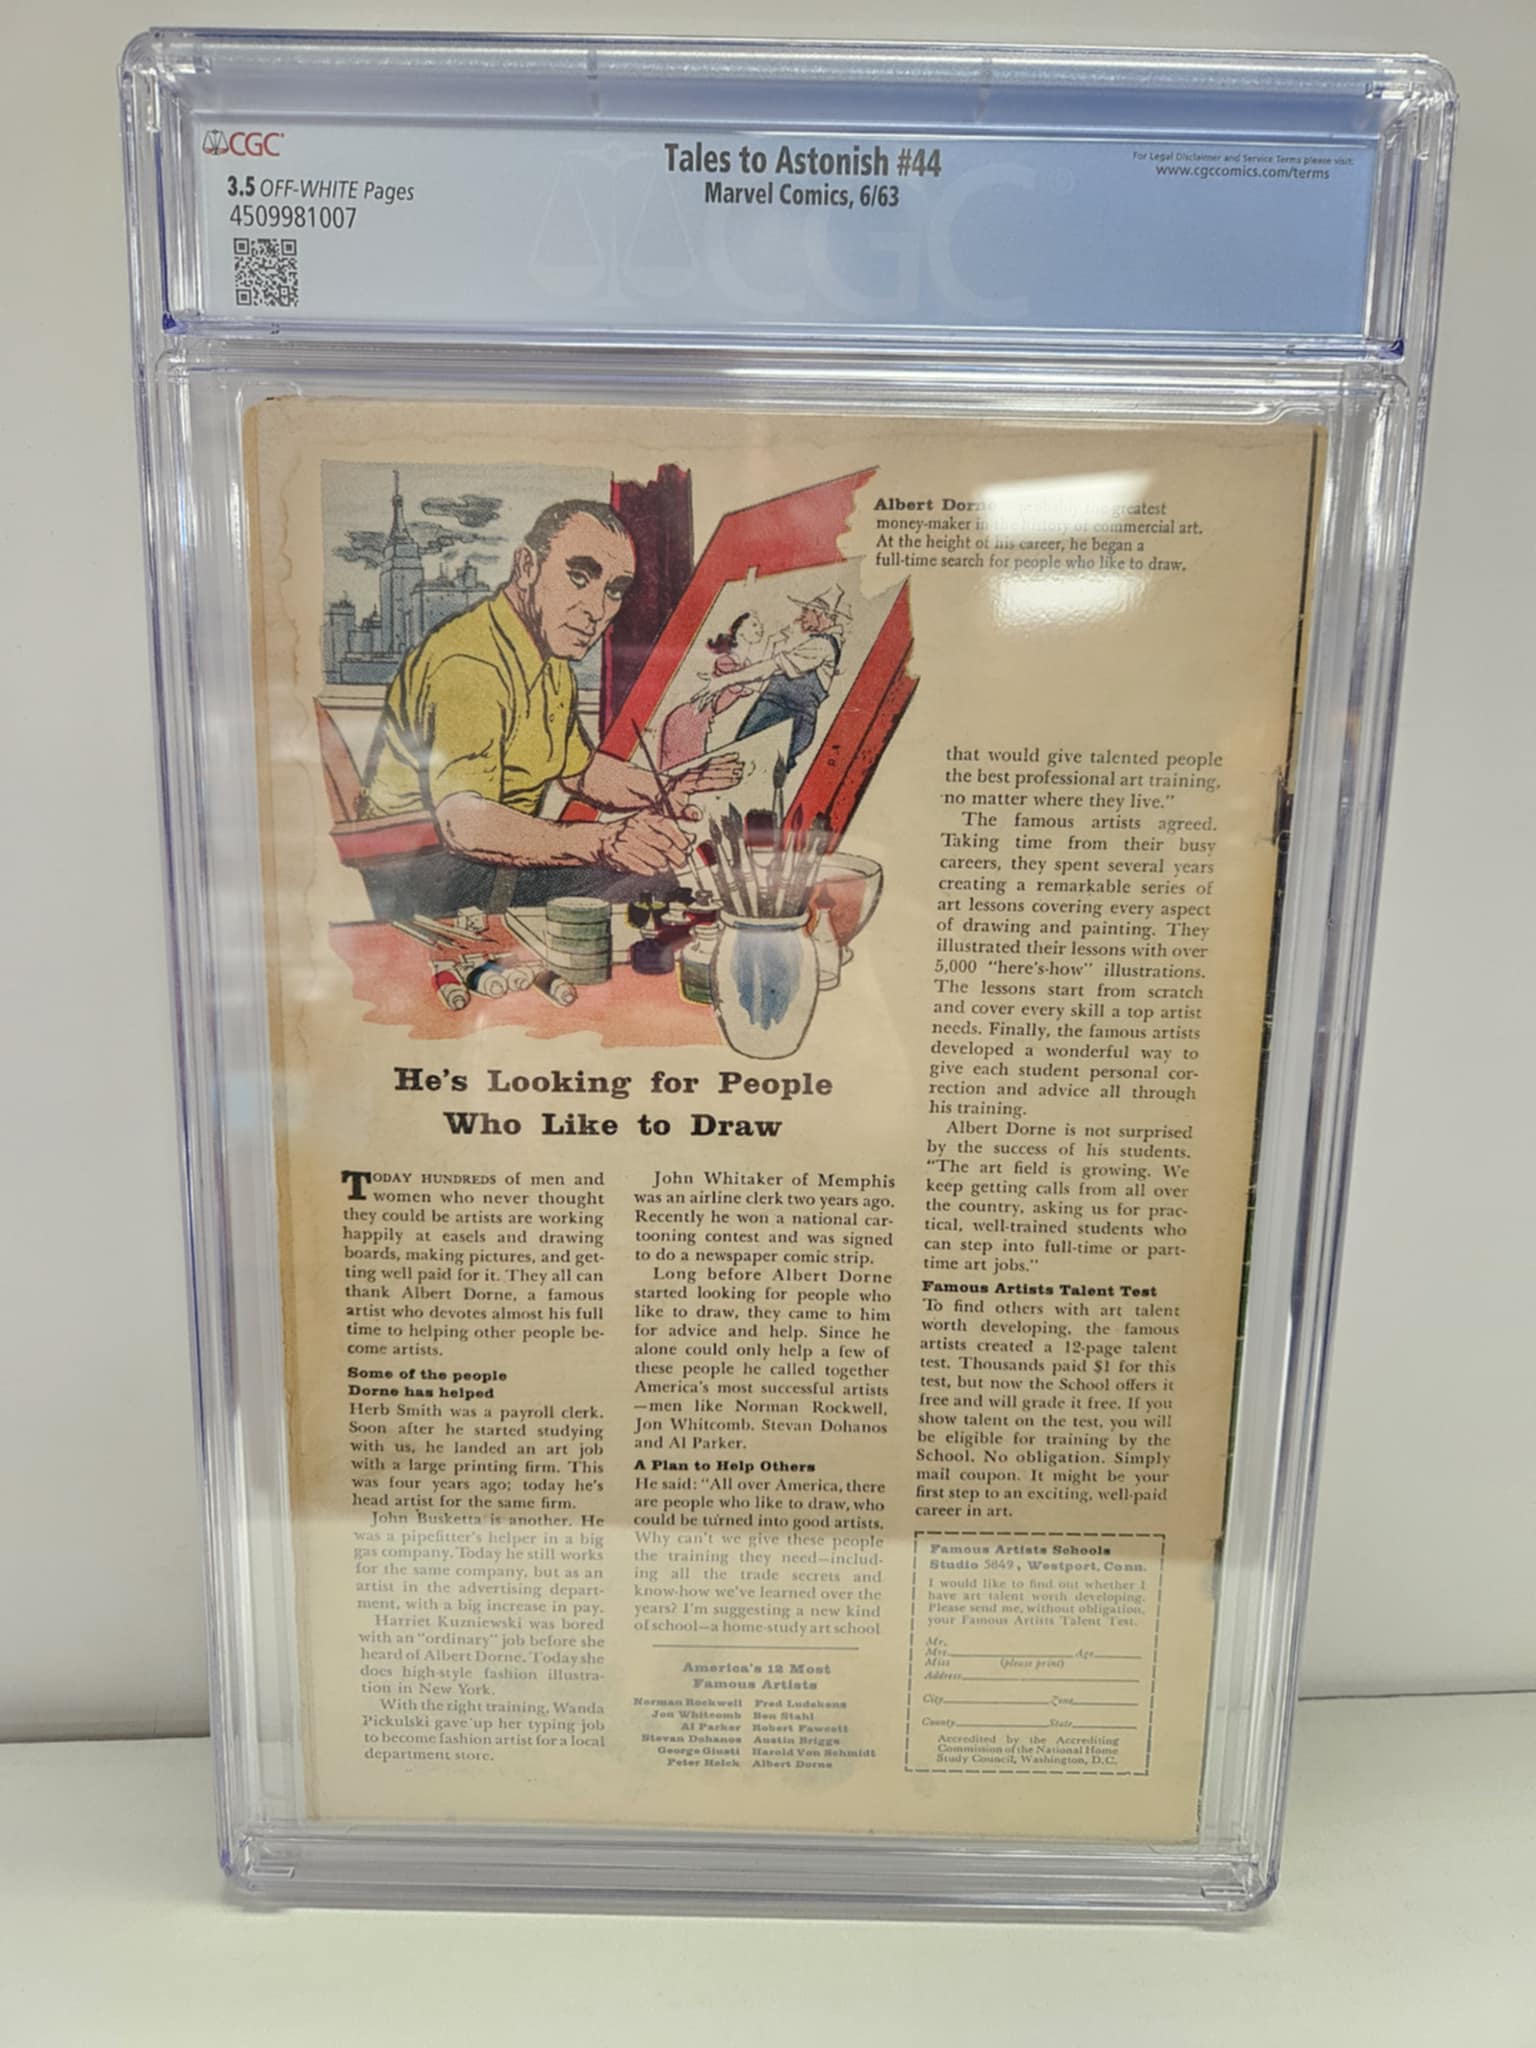 CGC
3.5 OFF-WHITE Pages
4509981007
Tales to Astonish #44
Marvel Comics, 6/63
For Legal Disclaimer and Service Terms please visit:
www.cgccomics.com/terms
CGC
Albert Dorne probably the greatest
money-maker in the history of commercial art.
At the height of his career, he began a
full-time search for people who like to draw.
He's Looking for People
Who Like to Draw
TODAY HUNDREDS of men and
women who never thought
they could be artists are working
happily at easels and drawing
boards, making pictures, and get-
ting well paid for it. They all can
thank Albert Dorne, a famous
artist who devotes almost his full
time to helping other people be-
come artists.
Some of the people
Dorne has helped
Herb Smith was a payroll clerk.
Soon after he started studying
with us, he landed an art job
with a large printing firm. This
was four years ago; today he's
head artist for the same firm.
John Busketta is another. He
was a pipefitter's helper in a big
gas company. Today he still works
for the same company, but as an
artist in the advertising depart-
ment, with a big increase in pay.
Harriet Kuzniewski was bored
with an "ordinary" job before she
heard of Albert Dorne. Today she
does high-style fashion illustra-
tion in New York.
With the right training, Wanda
Pickulski gave up her typing job
to become fashion artist for a local
department store.
John Whitaker of Memphis
was an airline clerk two years ago.
Recently he won a national car-
tooning contest and was signed
to do a newspaper comic strip.
Long before Albert Dorne
started looking for people who
like to draw, they came to him
for advice and help. Since he
alone could only help a few of
these people he called together
America's most successful artists
—men like Norman Rockwell,
Jon Whitcomb, Stevan Dohanos
and Al Parker.
A Plan to Help Others
He said: "All over America, there
are people who like to draw, who
could be turned into good artists.
Why can't we give these people
the training they need—includ-
ing all the trade secrets and
know-how we've learned over the
years? I'm suggesting a new kind
of school—a home-study art school
that would give talented people
the best professional art training,
no matter where they live."
The famous artists agreed.
Taking time from their busy
careers, they spent several years
creating a remarkable series of
art lessons covering every aspect
of drawing and painting. They
illustrated their lessons with over
5,000 "here's-how" illustrations.
The lessons start from scratch
and cover every skill a top artist
needs. Finally, the famous artists
developed a wonderful way to
give each student personal cor-
rection and advice all through
his training.
Albert Dorne is not surprised
by the success of his students.
"The art field is growing. We
keep getting calls from all over
the country, asking us for prac-
tical, well-trained students who
can step into full-time or part-
time art jobs."
Famous Artists Talent Test
To find others with art talent
worth developing, the famous
artists created a 12-page talent
test. Thousands paid $1 for this
test, but now the School offers it
free and will grade it free. If you
show talent on the test, you will
be eligible for training by the
School. No obligation. Simply
mail coupon. It might be your
first step to an exciting, well-paid
career in art.
America's 12 Most
Famous Artists
Norman Rockwell Fred Ludekens
Jon Whitcomb Ben Stahl
Al Parker Robert Fawcett
Stevan Dohanos Austin Briggs
George Giusti Harold Von Schmidt
Peter Helck Albert Dorne
Famous Artists Schools
Studio 5849, Westport, Conn.
I would like to find out whether I
have art talent worth developing.
Please send me, without obligation,
your Famous Artists Talent Test.
Mr.
Mrs. Age
Miss (please print)
Address
City Zone
County State
Accredited by the Accrediting
Commission of the National Home
Study Council, Washington, D.C.